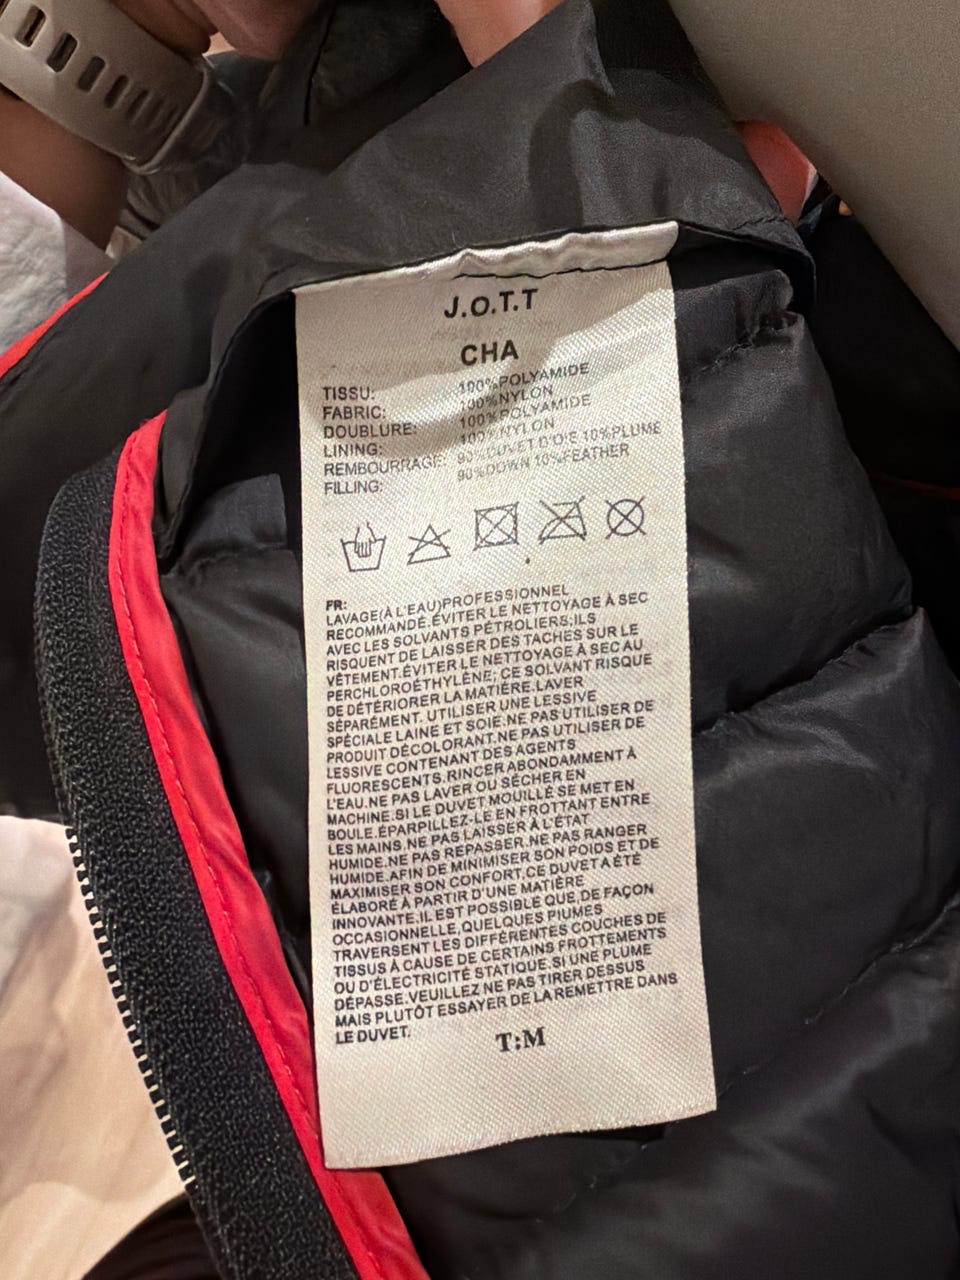 J.O.T.T
CHA
TISSU: 100%POLYAMIDE
FABRIC: 100%NYLON
DOUBLURE: 100%POLYAMIDE
LINING: 100%NYLON
REMBOURRAGE: 90%DUVET D'OIE 10%PLUME
FILLING: 90%DOWN 10%FEATHER
FR:
LAVAGE(À L'EAU)PROFESSIONNEL
RECOMMANDÉ.ÉVITER LE NETTOYAGE À SEC
AVEC LES SOLVANTS PÉTROLIERS;ILS
RISQUENT DE LAISSER DES TACHES SUR LE
VÊTEMENT.ÉVITER LE NETTOYAGE À SEC AU
PERCHLOROÉTHYLÈNE; CE SOLVANT RISQUE
DE DÉTÉRIORER LA MATIÈRE.LAVER
SÉPARÉMENT. UTILISER UNE LESSIVE
SPÉCIALE LAINE ET SOIE.NE PAS UTILISER DE
PRODUIT DÉCOLORANT.NE PAS UTILISER DE
LESSIVE CONTENANT DES AGENTS
FLUORESCENTS.RINCER ABONDAMMENT À
L'EAU.NE PAS LAVER OU SÉCHER EN
MACHINE.SI LE DUVET MOUILLÉ SE MET EN
BOULE.ÉPARPILLEZ-LE EN FROTTANT ENTRE
LES MAINS.NE PAS LAISSER À L'ÉTAT
HUMIDE.NE PAS REPASSER.NE PAS RANGER
HUMIDE.AFIN DE MINIMISER SON POIDS ET DE
MAXIMISER SON CONFORT,CE DUVET A ÉTÉ
ÉLABORÉ À PARTIR D'UNE MATIÈRE
INNOVANTE.IL EST POSSIBLE QUE,DE FAÇON
OCCASIONNELLE,QUELQUES PLUMES
TRAVERSENT LES DIFFÉRENTES COUCHES DE
TISSUS À CAUSE DE CERTAINS FROTTEMENTS
OU D'ÉLECTRICITÉ STATIQUE.SI UNE PLUME
DÉPASSE.VEUILLEZ NE PAS TIRER DESSUS
MAIS PLUTÔT ESSAYER DE LA REMETTRE DANS
LE DUVET.
T:M